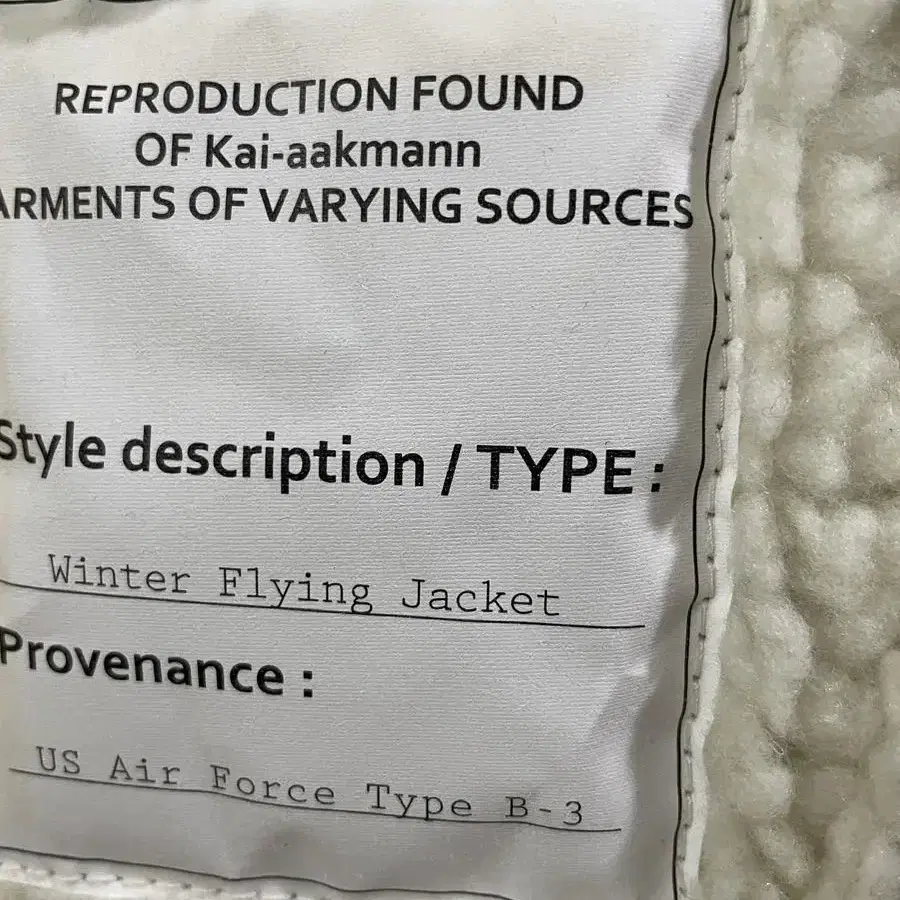 REPRODUCTION FOUND
OF Kai-aakmann
ARMENTS OF VARYING SOURCES
Style description / TYPE :
Winter Flying Jacket
Provenance :
US Air Force Type B-3